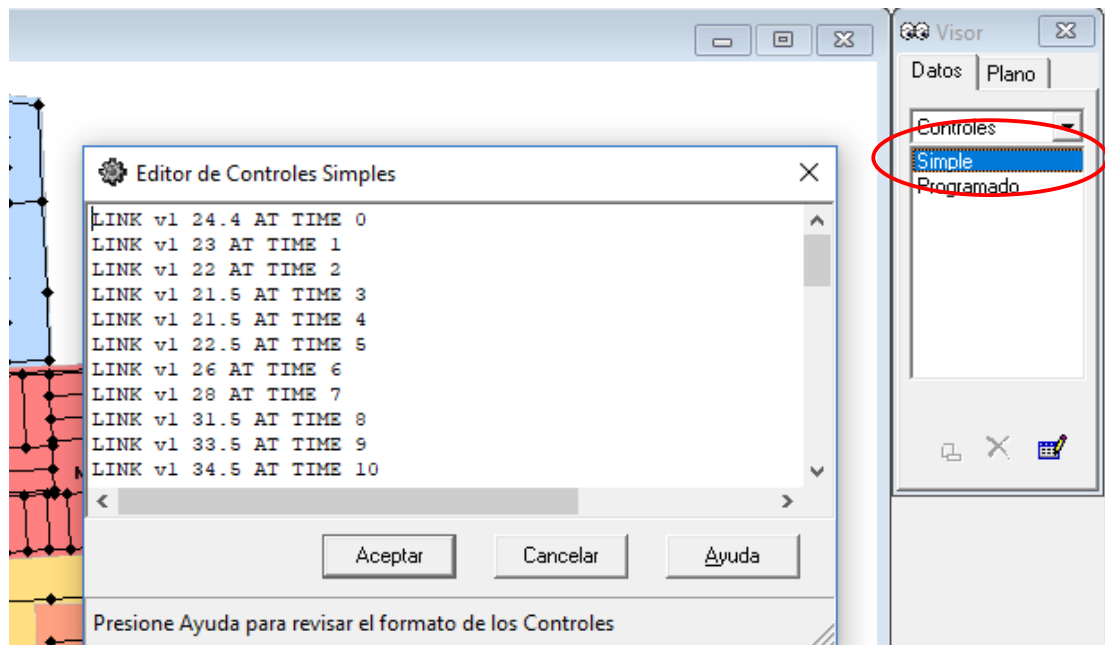 Visor
Datos
Plano
Controles
Simple
Programado
Editor de Controles Simples
LINK v1 24.4 AT TIME 0
LINK v1 23 AT TIME 1
LINK v1 22 AT TIME 2
LINK v1 21.5 AT TIME 3
LINK v1 21.5 AT TIME 4
LINK v1 22.5 AT TIME 5
LINK v1 26 AT TIME 6
LINK v1 28 AT TIME 7
LINK v1 31.5 AT TIME 8
LINK v1 33.5 AT TIME 9
LINK v1 34.5 AT TIME 10
Aceptar
Cancelar
Ayuda
Presione Ayuda para revisar el formato de los Controles